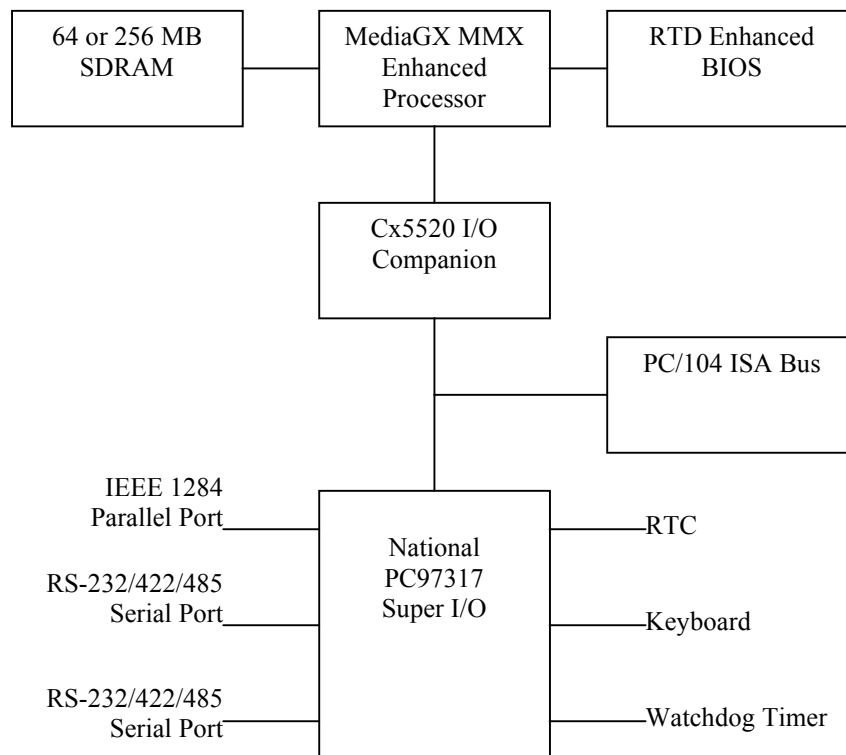 64 or 256 MB
SDRAM
MediaGX MMX
Enhanced
Processor
RTD Enhanced
BIOS
Cx5520 I/O
Companion
PC/104 ISA Bus
IEEE 1284
Parallel Port
RS-232/422/485
Serial Port
RS-232/422/485
Serial Port
National
PC97317
Super I/O
RTC
Keyboard
Watchdog Timer